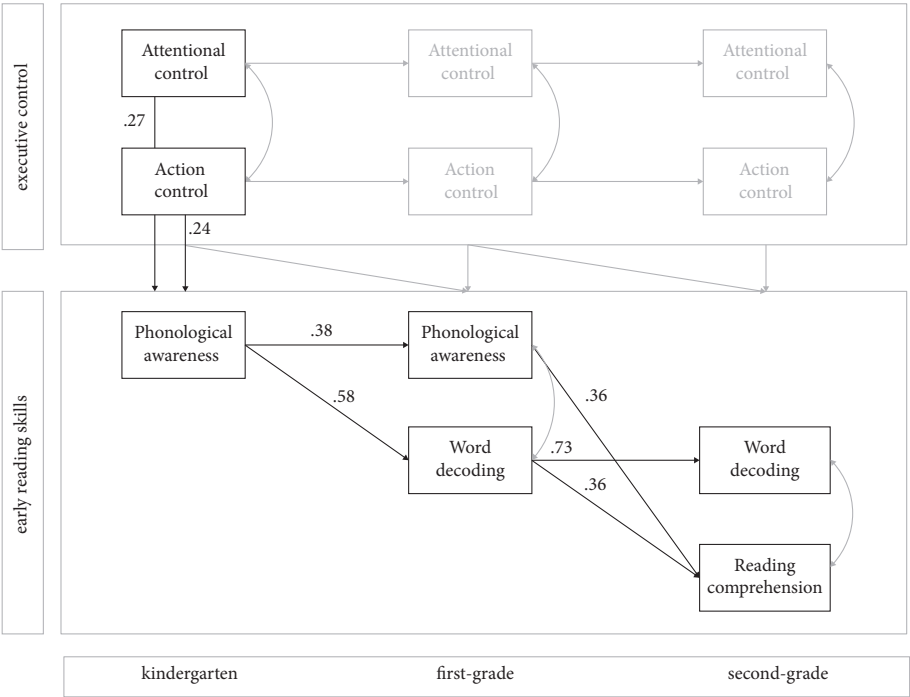 executive control
Attentional
control
Attentional
control
Attentional
control
.27
Action
control
Action
control
Action
control
.24
early reading skills
Phonological
awareness
.38
Phonological
awareness
.58
.36
Word
decoding
.73
Word
decoding
.36
Reading
comprehension
kindergarten
first-grade
second-grade